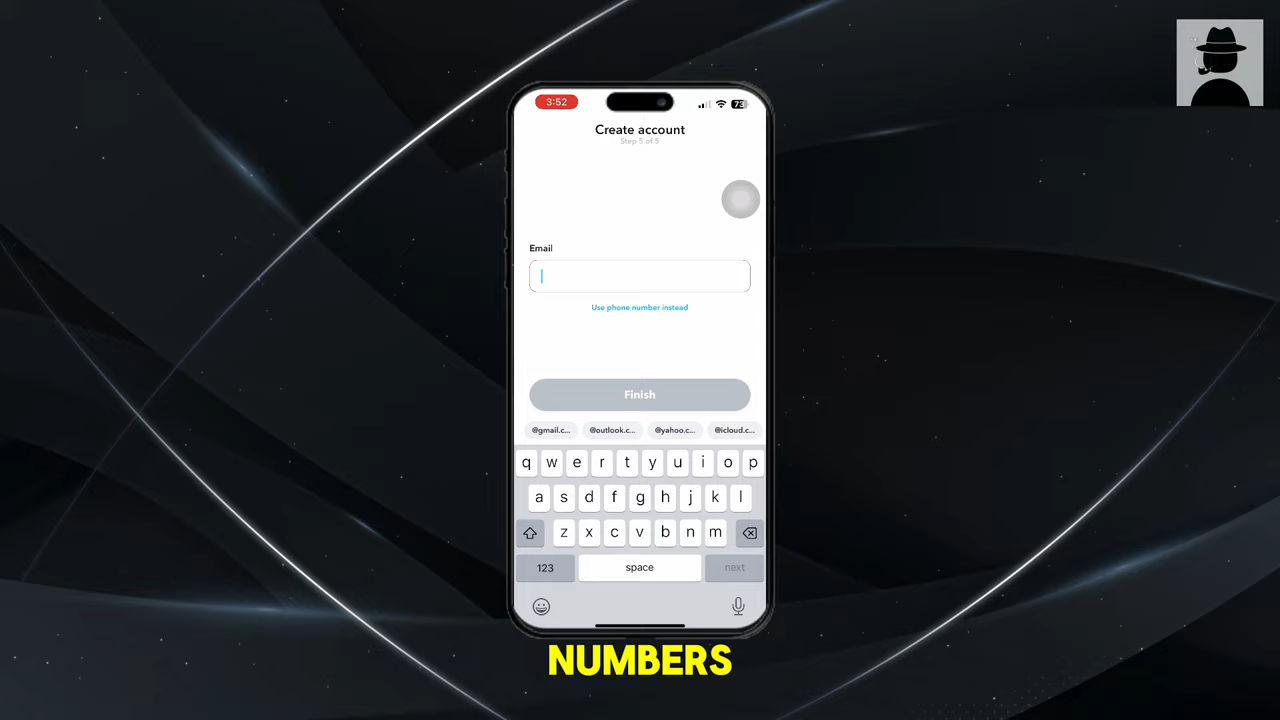 3:52
73
Create account
Step 5 of 5
Email
Use phone number instead
Finish
@gmail.c... @outlook.c... @yahoo.c... @icloud.c...
q w e r t y u i o p
a s d f g h j k l
z x c v b n m
123 space next
NUMBERS